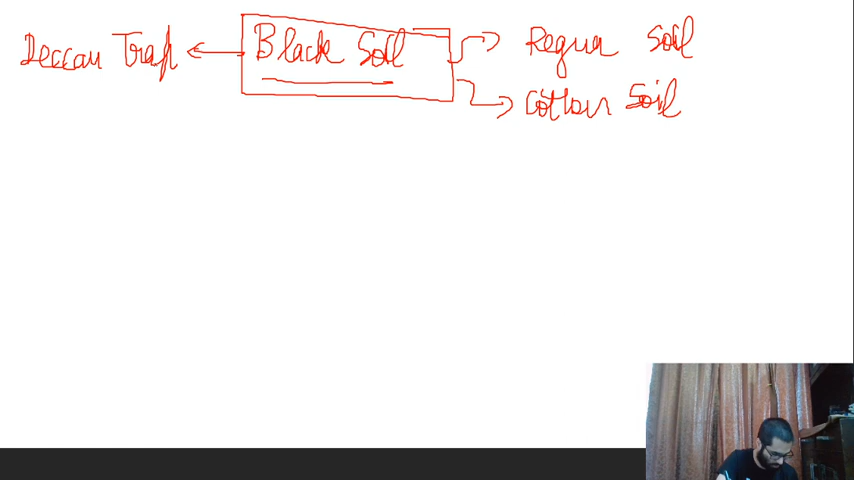 Deccan Trap ← Black Soil → Regur Soil
→ Cotton Soil